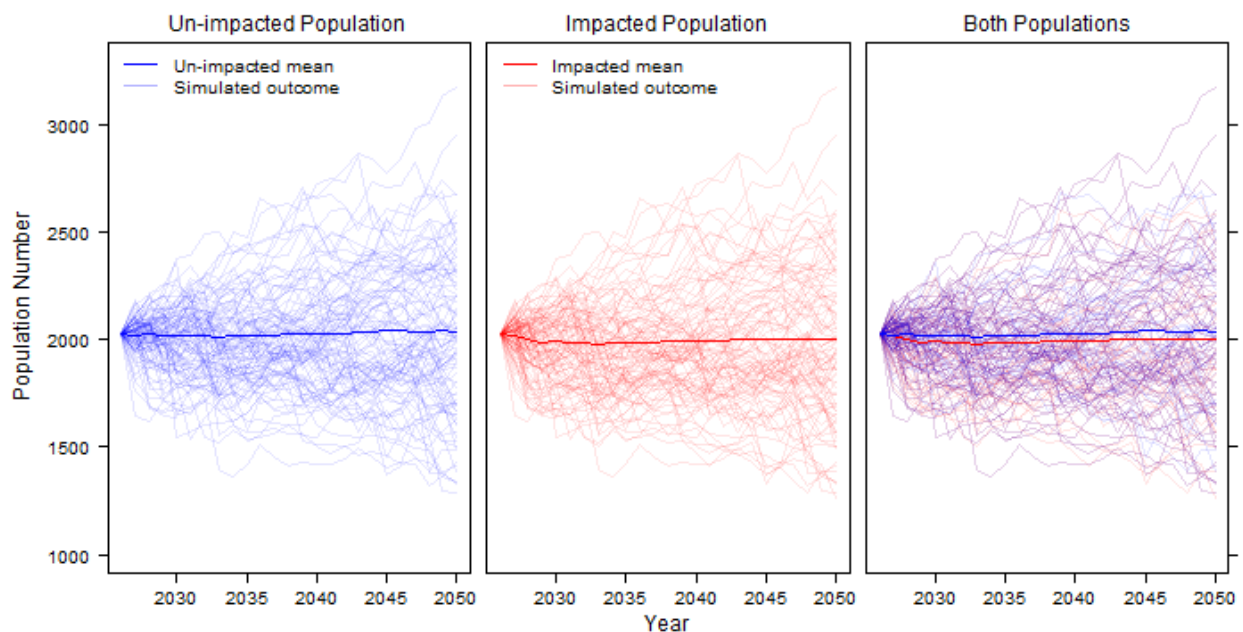 Un-impacted Population
Impacted Population
Both Populations
Un-impacted mean
Simulated outcome
Impacted mean
Simulated outcome
Population Number
3000
2500
2000
1500
1000
2030 2035 2040 2045 2050
2030 2035 2040 2045 2050
2030 2035 2040 2045 2050
Year